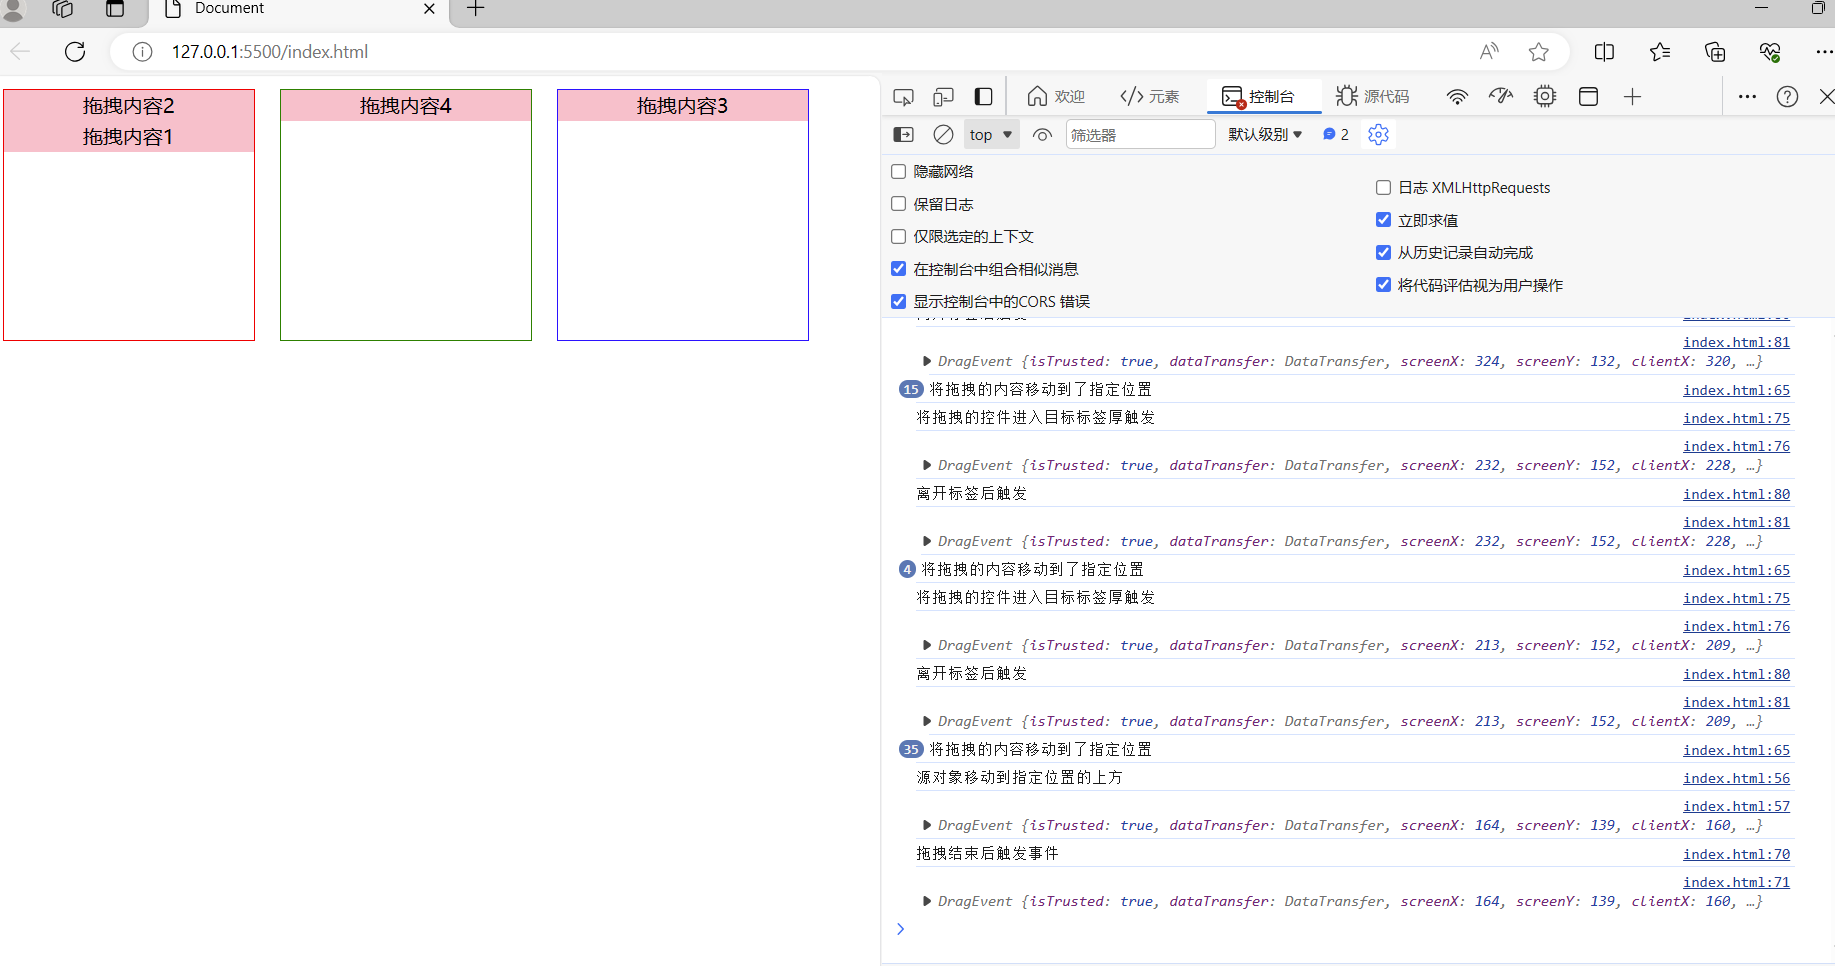 Document
127.0.0.1:5500/index.html
拖拽内容2
拖拽内容1
拖拽内容4
拖拽内容3
欢迎
元素
控制台
源代码
top
筛选器
默认级别
2
隐藏网络
保留日志
仅限选定的上下文
在控制台中组合相似消息
显示控制台中的CORS 错误
日志 XMLHttpRequests
立即求值
从历史记录自动完成
将代码评估视为用户操作
index.html:81
DragEvent {isTrusted: true, dataTransfer: DataTransfer, screenX: 324, screenY: 132, clientX: 320, …}
15 将拖拽的内容移动到了指定位置 index.html:65
将拖拽的控件进入目标标签厚触发 index.html:75
index.html:76
DragEvent {isTrusted: true, dataTransfer: DataTransfer, screenX: 232, screenY: 152, clientX: 228, …}
离开标签后触发 index.html:80
index.html:81
DragEvent {isTrusted: true, dataTransfer: DataTransfer, screenX: 232, screenY: 152, clientX: 228, …}
4 将拖拽的内容移动到了指定位置 index.html:65
将拖拽的控件进入目标标签厚触发 index.html:75
index.html:76
DragEvent {isTrusted: true, dataTransfer: DataTransfer, screenX: 213, screenY: 152, clientX: 209, …}
离开标签后触发 index.html:80
index.html:81
DragEvent {isTrusted: true, dataTransfer: DataTransfer, screenX: 213, screenY: 152, clientX: 209, …}
35 将拖拽的内容移动到了指定位置 index.html:65
源对象移动到指定位置的上方 index.html:56
index.html:57
DragEvent {isTrusted: true, dataTransfer: DataTransfer, screenX: 164, screenY: 139, clientX: 160, …}
拖拽结束后触发事件 index.html:70
index.html:71
DragEvent {isTrusted: true, dataTransfer: DataTransfer, screenX: 164, screenY: 139, clientX: 160, …}